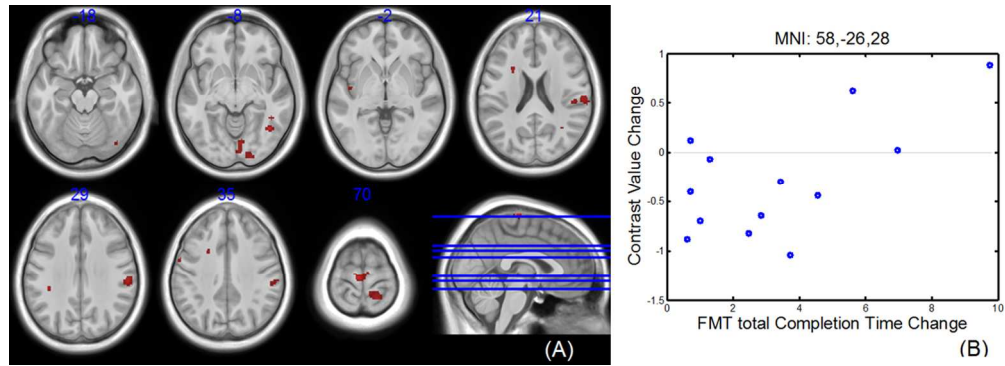 -18 -8 -2 21
29 35 70
(A)
MNI: 58,-26,28
Contrast Value Change
1
0.5
0
-0.5
-1
-1.5
0 2 4 6 8 10
FMT total Completion Time Change
(B)